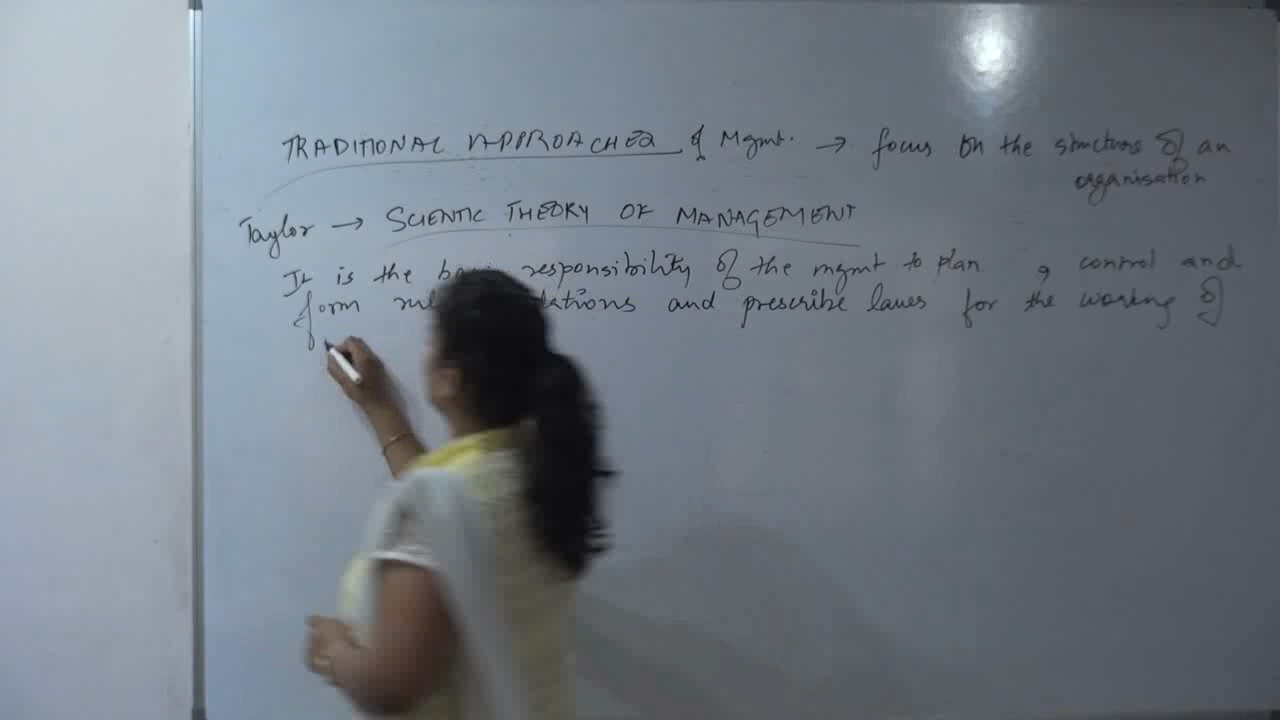 TRADITIONAL APPROACHES of Mgmt. → focus on the structure of an
organisation
Taylor → SCIENTIC THEORY OF MANAGEMENT
It is the responsibility of the mgmt to plan , control and
form and prescribe laws for the working of